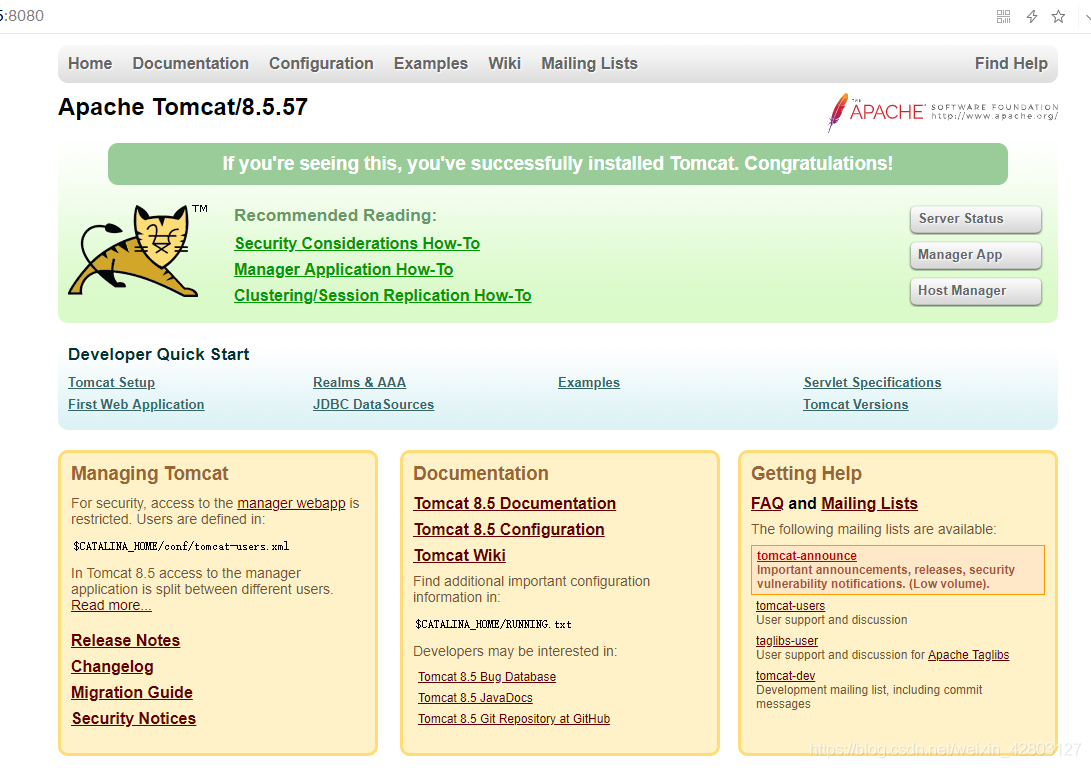 5:8080
Home Documentation Configuration Examples Wiki Mailing Lists Find Help
Apache Tomcat/8.5.57
THE APACHE SOFTWARE FOUNDATION
http://www.apache.org/
If you're seeing this, you've successfully installed Tomcat. Congratulations!
TM
Recommended Reading:
Security Considerations How-To
Manager Application How-To
Clustering/Session Replication How-To
Server Status
Manager App
Host Manager
Developer Quick Start
Tomcat Setup
First Web Application
Realms & AAA
JDBC DataSources
Examples
Servlet Specifications
Tomcat Versions
Managing Tomcat
For security, access to the manager webapp is
restricted. Users are defined in:
$CATALINA_HOME/conf/tomcat-users.xml
In Tomcat 8.5 access to the manager
application is split between different users.
Read more...
Release Notes
Changelog
Migration Guide
Security Notices
Documentation
Tomcat 8.5 Documentation
Tomcat 8.5 Configuration
Tomcat Wiki
Find additional important configuration
information in:
$CATALINA_HOME/RUNNING.txt
Developers may be interested in:
Tomcat 8.5 Bug Database
Tomcat 8.5 JavaDocs
Tomcat 8.5 Git Repository at GitHub
Getting Help
FAQ and Mailing Lists
The following mailing lists are available:
tomcat-announce
Important announcements, releases, security
vulnerability notifications. (Low volume).
tomcat-users
User support and discussion
taglibs-user
User support and discussion for Apache Taglibs
tomcat-dev
Development mailing list, including commit
messages
https://blog.csdn.net/weixin_42803127